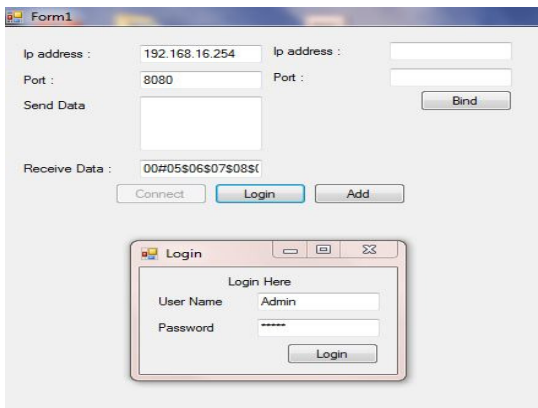 Form1
Ip address : 192.168.16.254 Ip address :
Port : 8080 Port :
Send Data Bind
Receive Data : 00#05$06$07$08$
Connect Login Add
Login
Login Here
User Name Admin
Password *****
Login